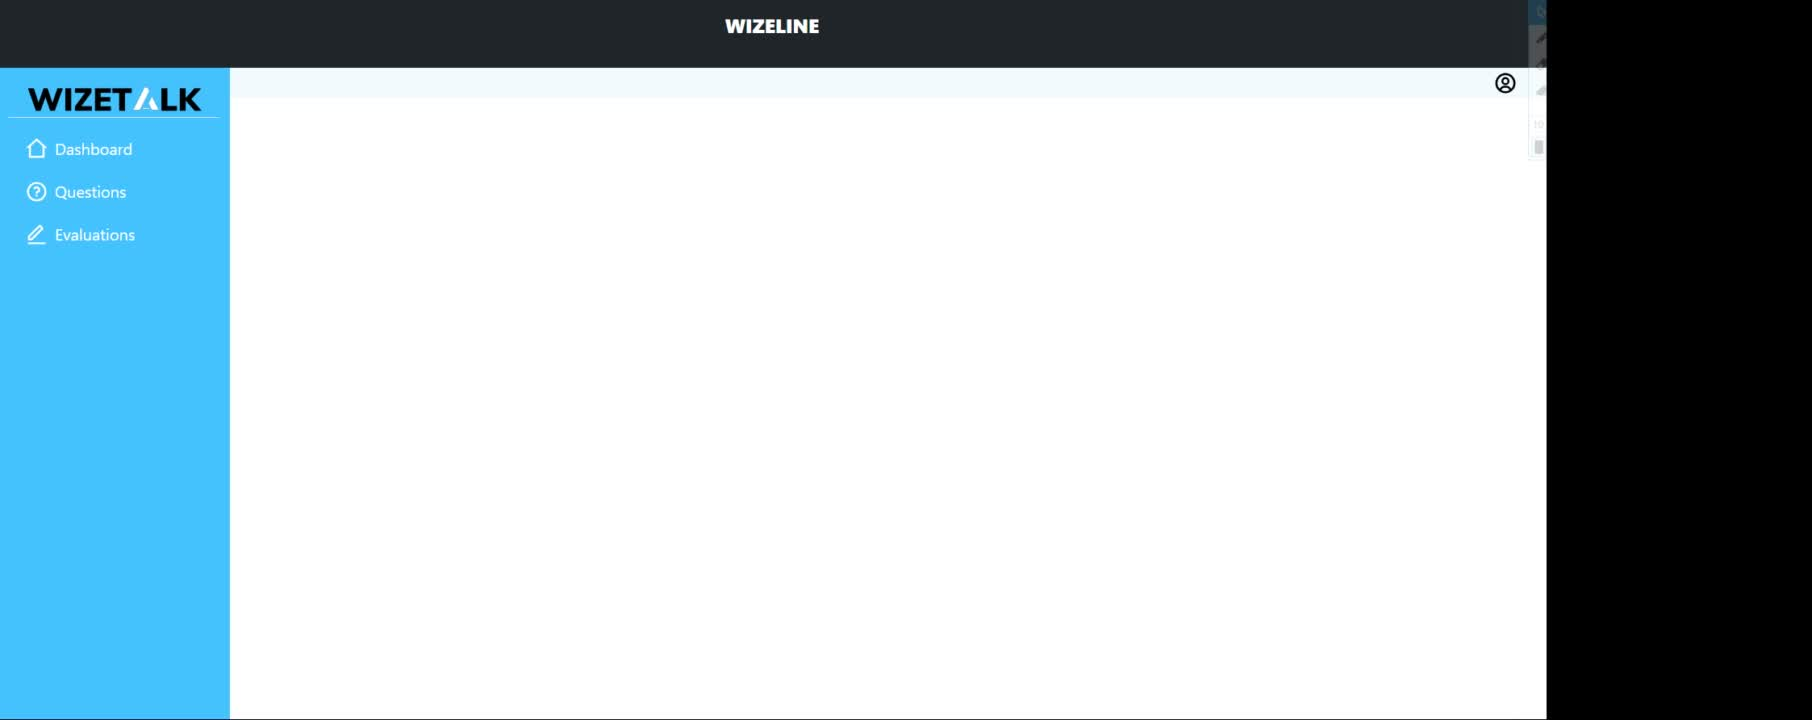 WIZELINE
WIZETALK
Dashboard
Questions
Evaluations